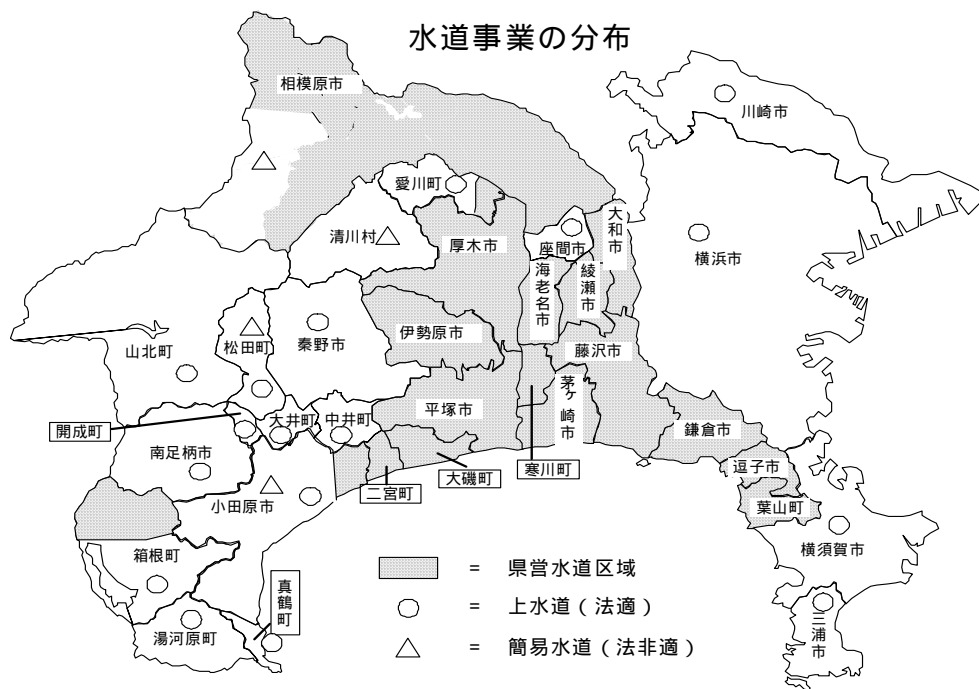 水道事業の分布
相模原市
川崎市
愛川町
清川村
厚木市
座間市
大和市
横浜市
海老名市
綾瀬市
伊勢原市
山北町
松田町
秦野市
藤沢市
茅ヶ崎市
開成町
大井町
中井町
平塚市
鎌倉市
南足柄市
小田原市
二宮町
大磯町
寒川町
逗子市
葉山町
横須賀市
箱根町
真鶴町
湯河原町
三浦市
= 県営水道区域
= 上水道（法適）
= 簡易水道（法非適）